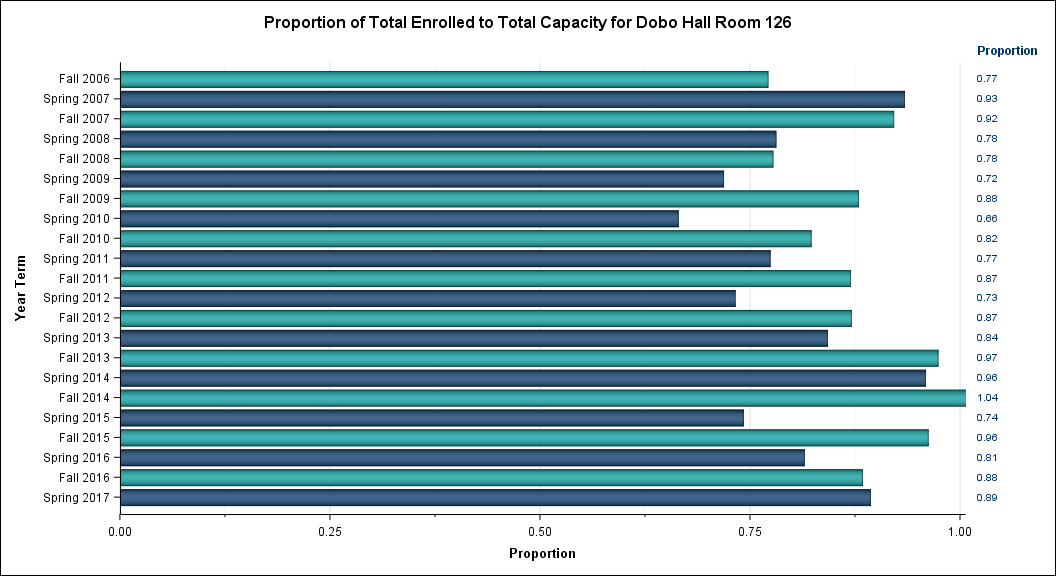 Proportion of Total Enrolled to Total Capacity for Dobo Hall Room 126
Proportion
Fall 2006 0.77
Spring 2007 0.93
Fall 2007 0.92
Spring 2008 0.78
Fall 2008 0.78
Spring 2009 0.72
Fall 2009 0.88
Spring 2010 0.66
Fall 2010 0.82
Spring 2011 0.77
Fall 2011 0.87
Spring 2012 0.73
Fall 2012 0.87
Spring 2013 0.84
Fall 2013 0.97
Spring 2014 0.96
Fall 2014 1.04
Spring 2015 0.74
Fall 2015 0.96
Spring 2016 0.81
Fall 2016 0.88
Spring 2017 0.89
Year Term
0.00 0.25 0.50 0.75 1.00
Proportion